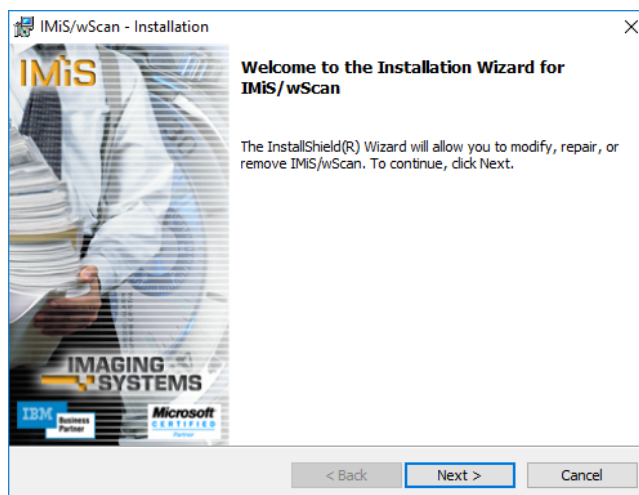 IMiS/wScan - Installation
IMiS
Welcome to the Installation Wizard for
IMiS/wScan
The InstallShield(R) Wizard will allow you to modify, repair, or
remove IMiS/wScan. To continue, click Next.
IMAGING
SYSTEMS
IBM
Business
Partner
Microsoft
CERTIFIED
Partner
< Back
Next >
Cancel